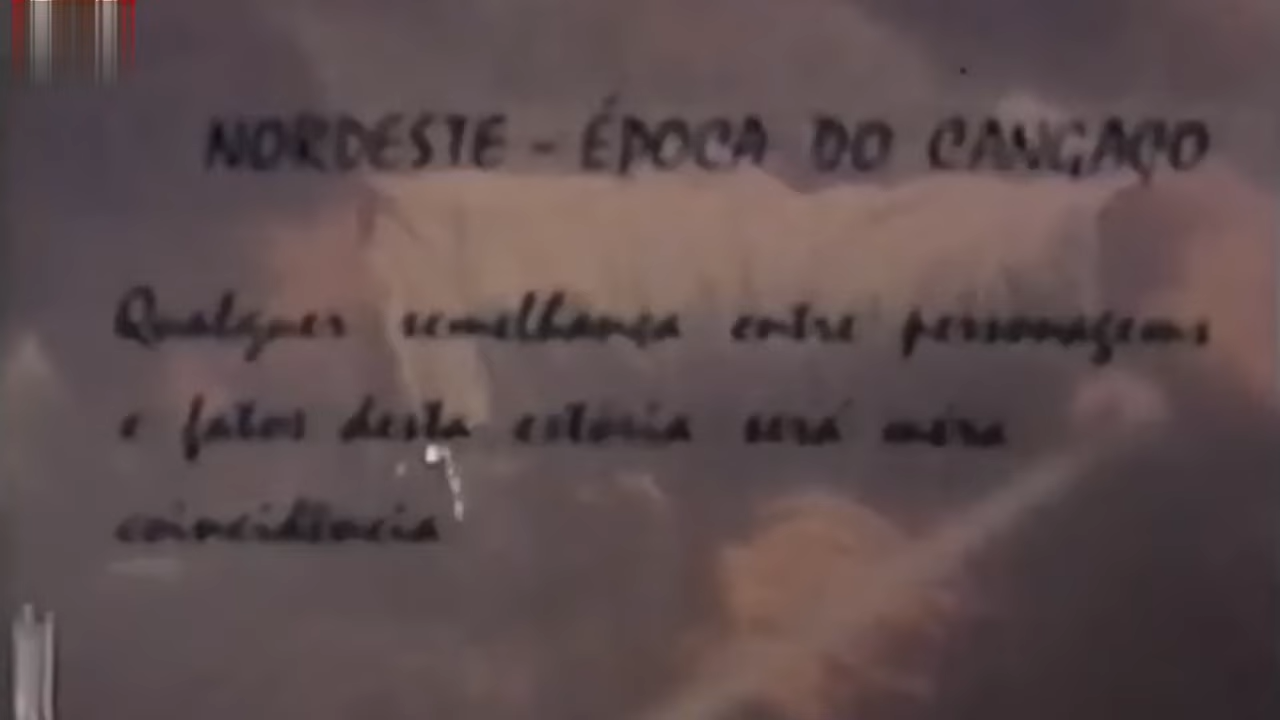 NORDESTE - ÉPOCA DO CANGAÇO
Qualquer semelhança entre personagens
e fatos desta estória será mera
coincidência